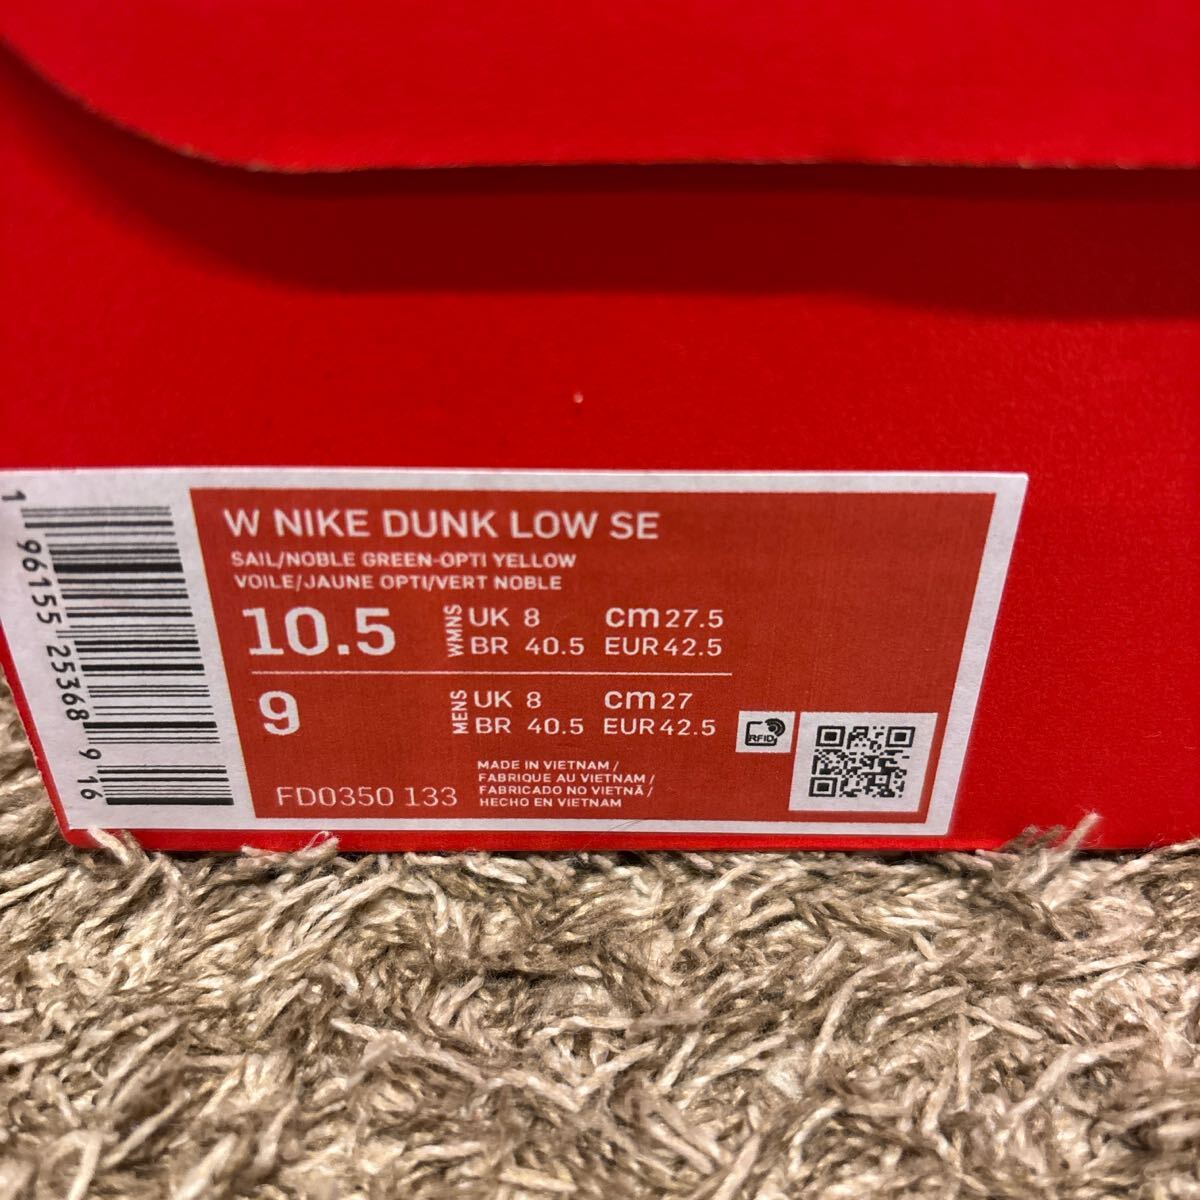 W NIKE DUNK LOW SE
SAIL/NOBLE GREEN-OPTI YELLOW
VOILE/JAUNE OPTI/VERT NOBLE
10.5 WMNS UK 8 cm 27.5
BR 40.5 EUR 42.5
9 MENS UK 8 cm 27
BR 40.5 EUR 42.5
RFID
FD0350 133
MADE IN VIETNAM /
FABRIQUE AU VIETNAM /
FABRICADO NO VIETNÃ /
HECHO EN VIETNAM
1 96155 25368 9 16